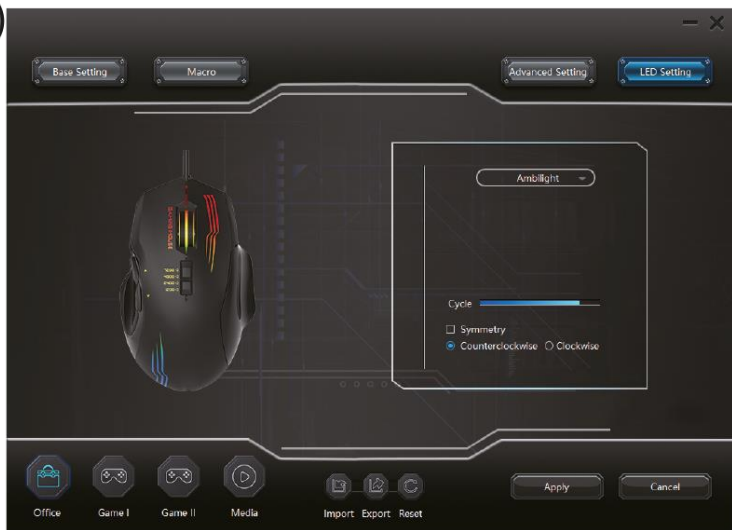 )
Base Setting
Macro
Advanced Setting
LED Setting
Ambilight
Cycle
Symmetry
Counterclockwise
Clockwise
Office
Game I
Game II
Media
Import
Export
Reset
Apply
Cancel